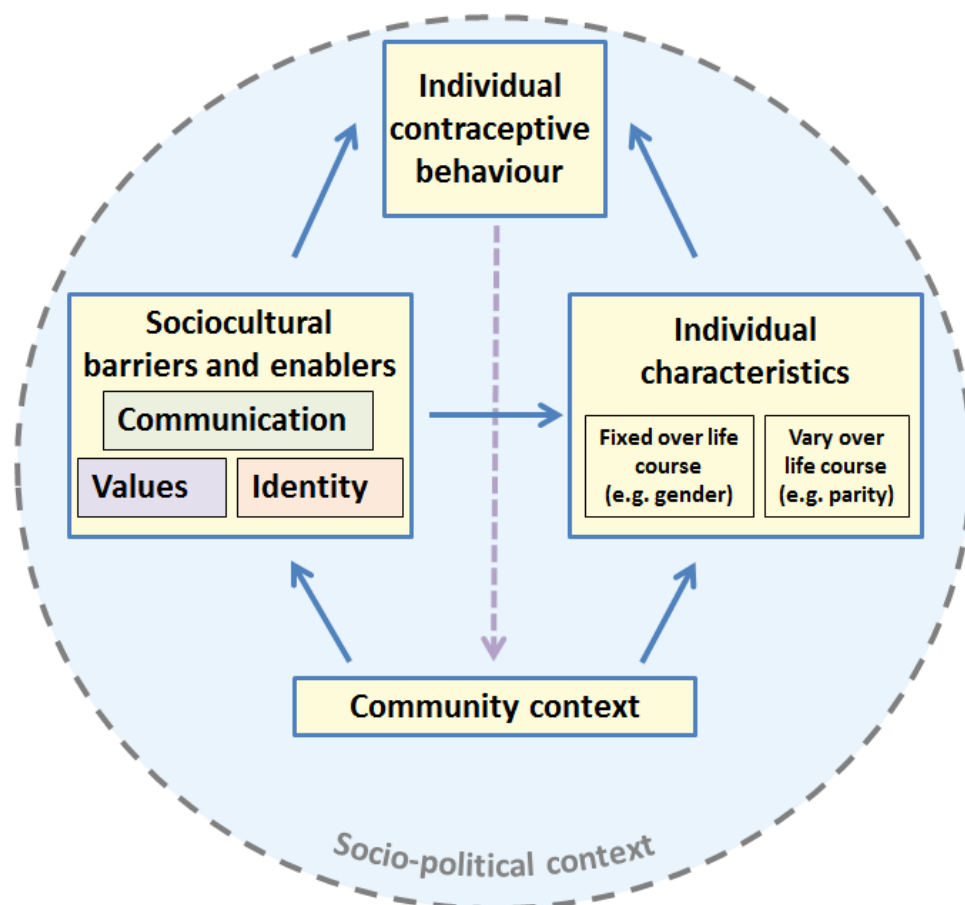 Individual
contraceptive
behaviour
Sociocultural
barriers and enablers
Communication
Values
Identity
Individual
characteristics
Fixed over life
course
(e.g. gender)
Vary over
life course
(e.g. parity)
Community context
Socio-political context